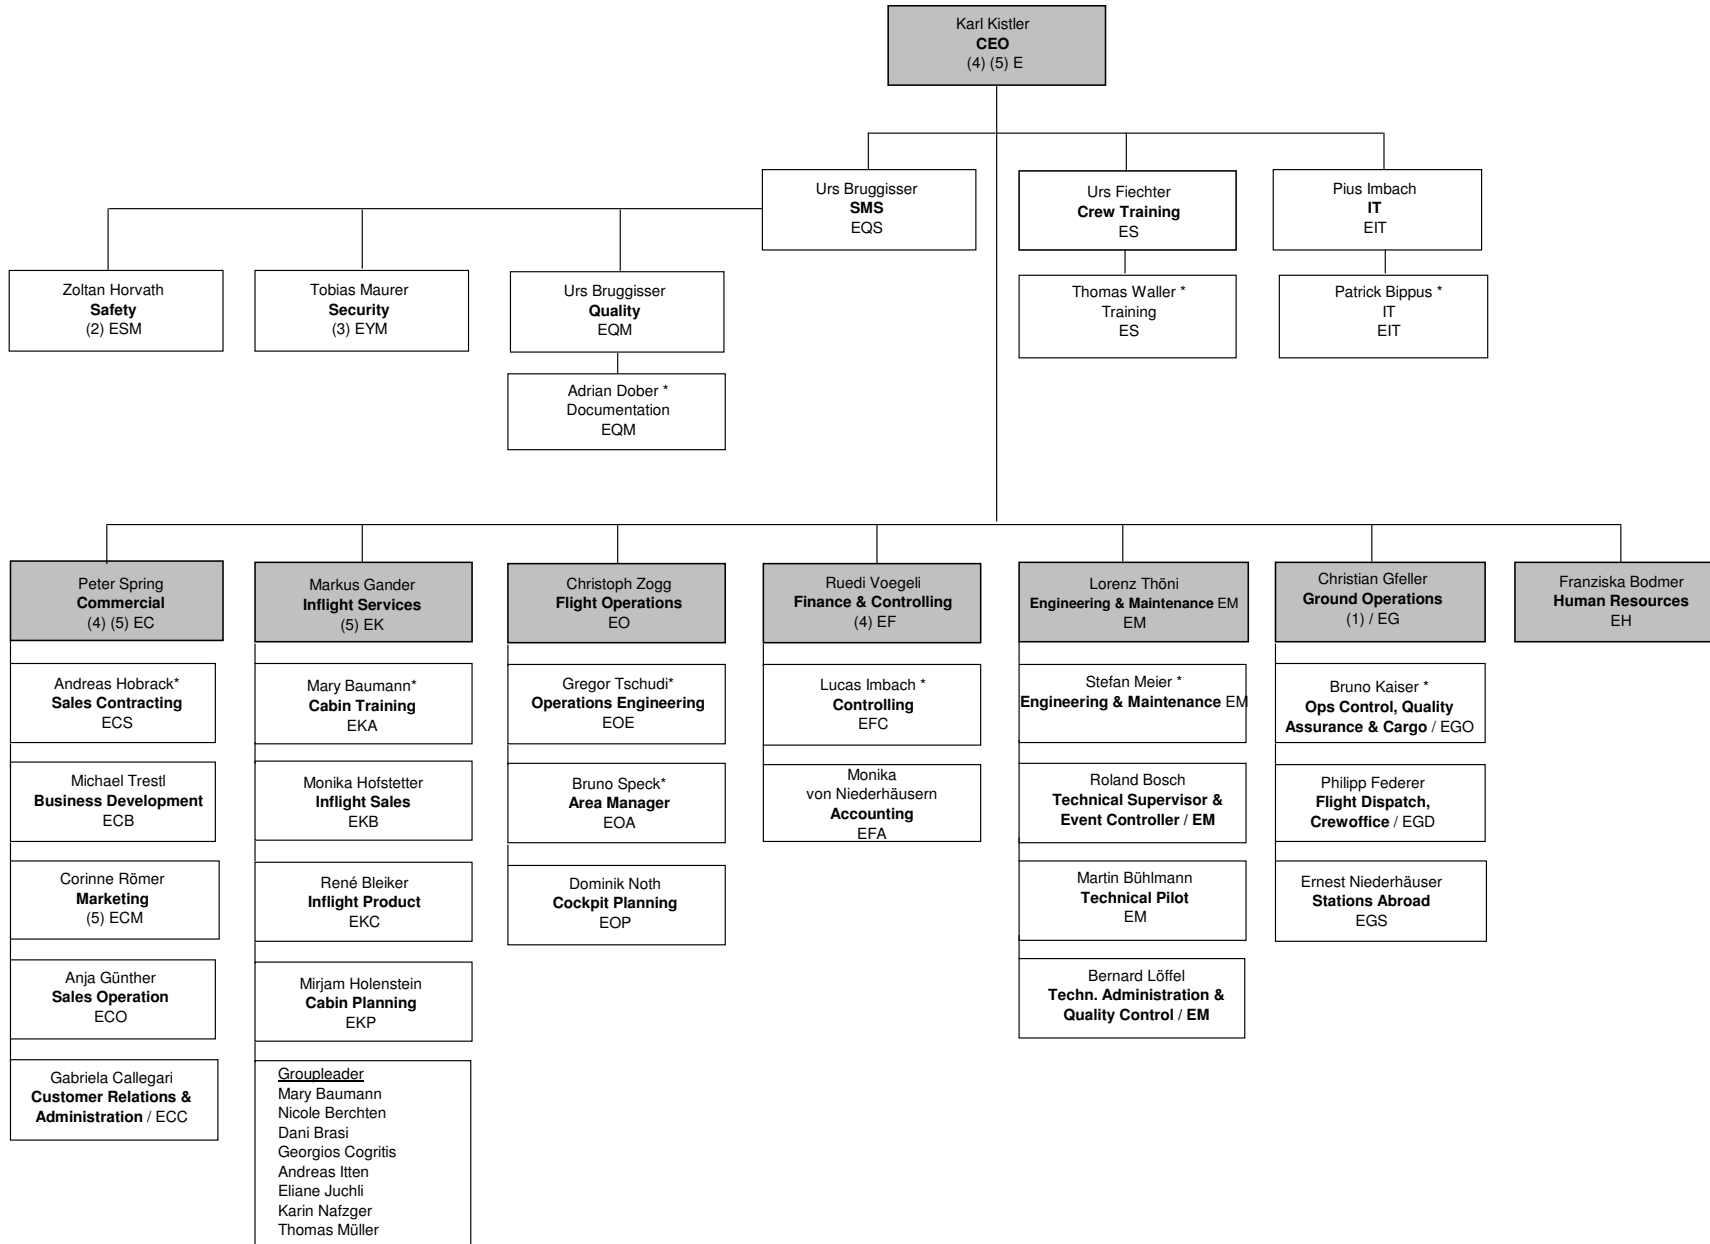 Karl Kistler
CEO
(4) (5) E
Urs Bruggisser
SMS
EQS
Urs Fiechter
Crew Training
ES
Pius Imbach
IT
EIT
Zoltan Horvath
Safety
(2) ESM
Tobias Maurer
Security
(3) EYM
Urs Bruggisser
Quality
EQM
Thomas Waller *
Training
ES
Patrick Bippus *
IT
EIT
Adrian Dober *
Documentation
EQM
Peter Spring
Commercial
(4) (5) EC
Andreas Hobrack*
Sales Contracting
ECS
Michael Trestl
Business Development
ECB
Corinne Römer
Marketing
(5) ECM
Anja Günther
Sales Operation
ECO
Gabriela Callegari
Customer Relations &
Administration / ECC
Markus Gander
Inflight Services
(5) EK
Mary Baumann*
Cabin Training
EKA
Monika Hofstetter
Inflight Sales
EKB
René Bleiker
Inflight Product
EKC
Mirjam Holenstein
Cabin Planning
EKP
Groupleader
Mary Baumann
Nicole Berchten
Dani Brasi
Georgios Cogritis
Andreas Itten
Eliane Juchli
Karin Nafzger
Thomas Müller
Christoph Zogg
Flight Operations
EO
Gregor Tschudi*
Operations Engineering
EOE
Bruno Speck*
Area Manager
EOA
Dominik Noth
Cockpit Planning
EOP
Ruedi Voegeli
Finance & Controlling
(4) EF
Lucas Imbach *
Controlling
EFC
Monika
von Niederhäusern
Accounting
EFA
Lorenz Thöni
Engineering & Maintenance EM
EM
Stefan Meier *
Engineering & Maintenance EM
Roland Bosch
Technical Supervisor &
Event Controller / EM
Martin Bühlmann
Technical Pilot
EM
Bernard Löffel
Techn. Administration &
Quality Control / EM
Christian Gfeller
Ground Operations
(1) / EG
Bruno Kaiser *
Ops Control, Quality
Assurance & Cargo / EGO
Philipp Federer
Flight Dispatch,
Crewoffice / EGD
Ernest Niederhäuser
Stations Abroad
EGS
Franziska Bodmer
Human Resources
EH